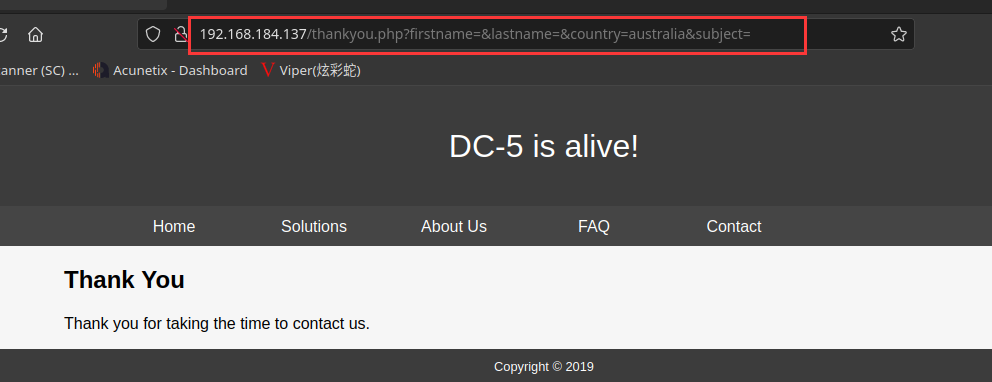 192.168.184.137/thankyou.php?firstname=&lastname=&country=australia&subject=
anner (SC) ... Acunetix - Dashboard V Viper(炫彩蛇)
DC-5 is alive!
Home Solutions About Us FAQ Contact
Thank You
Thank you for taking the time to contact us.
Copyright © 2019